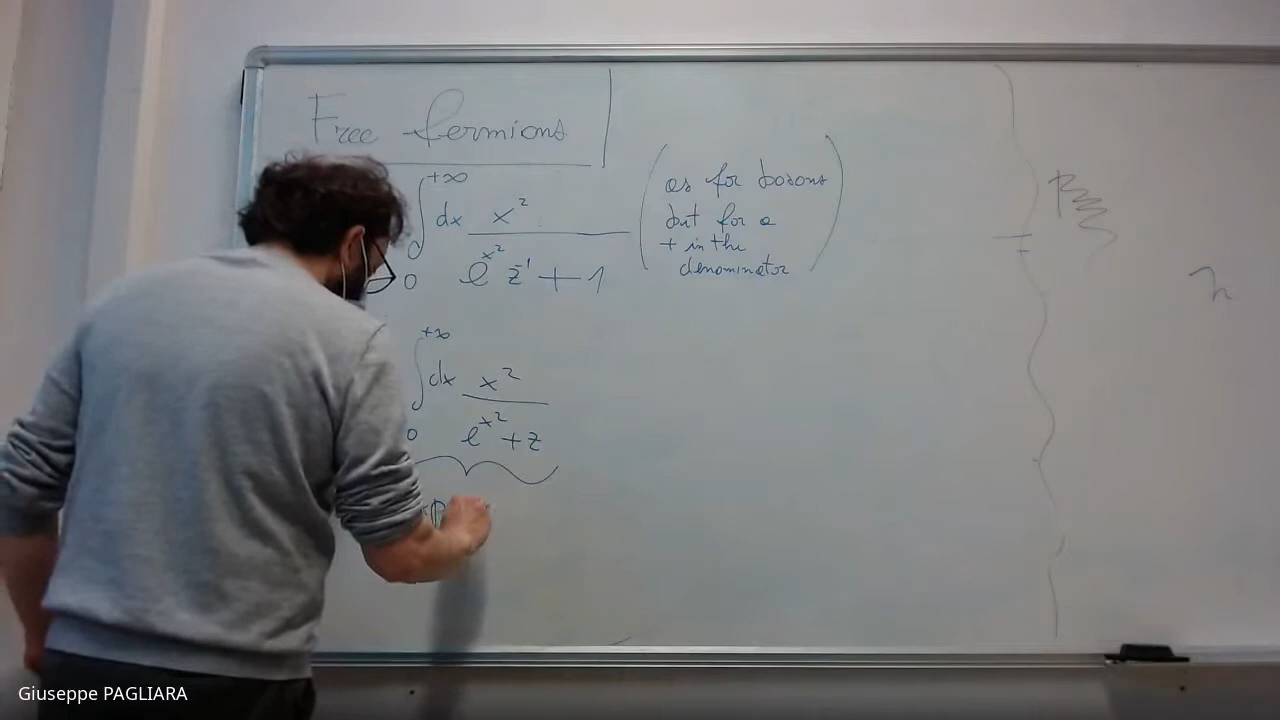 Free fermions
+∞
∫ dx x²
0 e^x² z⁻¹ + 1
(as for bosons
but for a
+ in the
denominator)
+∞
∫ dx x²
0 e^x² + z
Giuseppe PAGLIARA